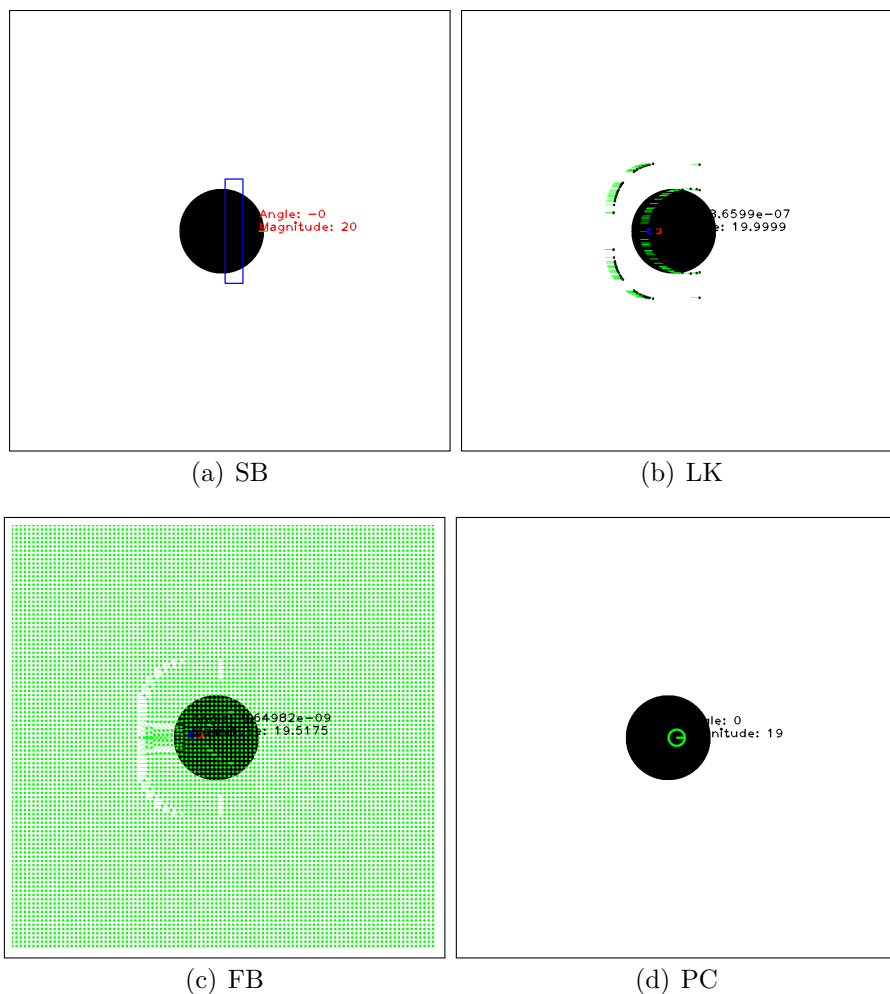 Angle: -0
Magnitude: 20
3.6599e-07
19.9999
(a) SB
(b) LK
64982e-09
19.5175
(c) FB
gle: 0
nitude: 19
(d) PC